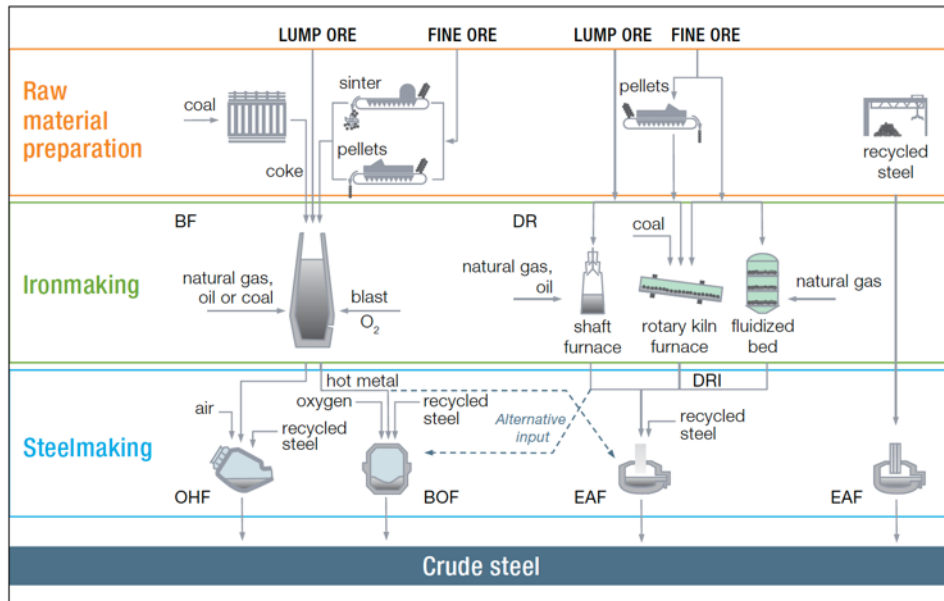 LUMP ORE
FINE ORE
LUMP ORE
FINE ORE
Raw
material
preparation
coal
coke
sinter
pellets
pellets
recycled
steel
Ironmaking
BF
natural gas,
oil or coal
blast
O₂
DR
natural gas,
oil
coal
natural gas
shaft
furnace
rotary kiln
furnace
fluidized
bed
Steelmaking
hot metal
air
recycled
steel
oxygen
recycled
steel
Alternative
input
DRI
recycled
steel
OHF
BOF
EAF
EAF
Crude steel